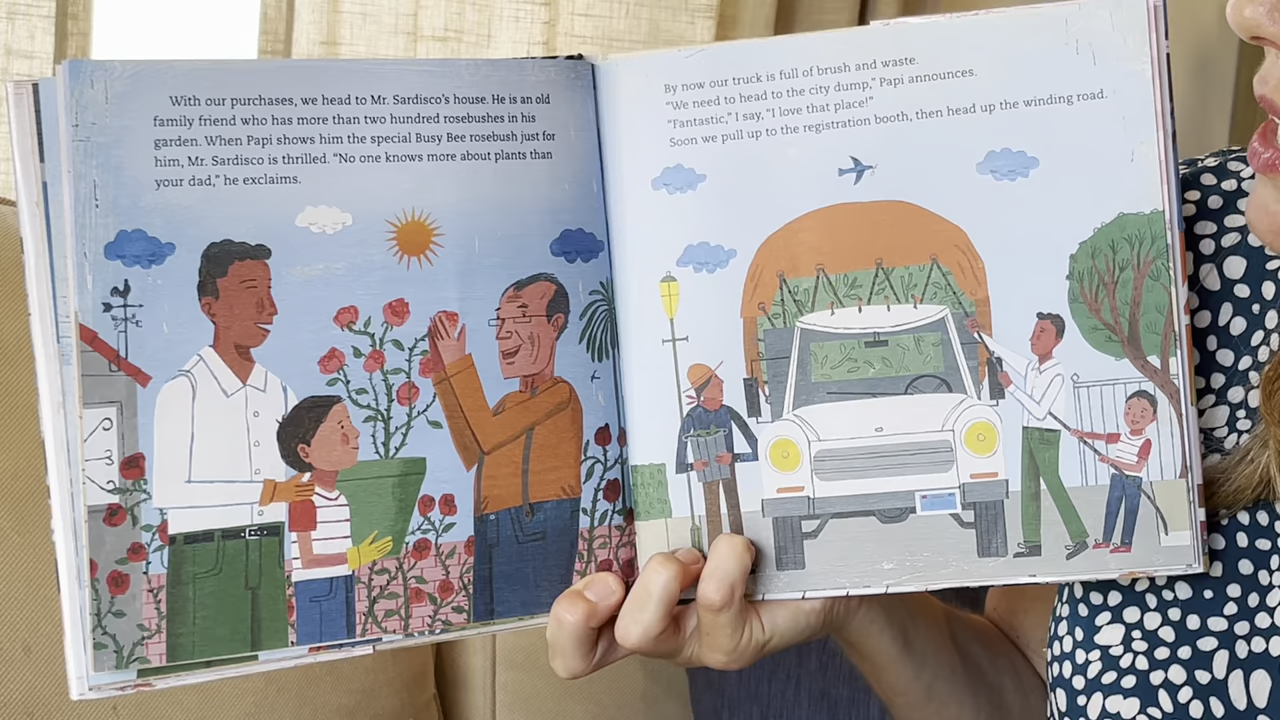 With our purchases, we head to Mr. Sardisco's house. He is an old
family friend who has more than two hundred rosebushes in his
garden. When Papi shows him the special Busy Bee rosebush just for
him, Mr. Sardisco is thrilled. “No one knows more about plants than
your dad,” he exclaims.
By now our truck is full of brush and waste.
“We need to head to the city dump,” Papi announces.
“Fantastic,” I say, “I love that place!”
Soon we pull up to the registration booth, then head up the winding road.